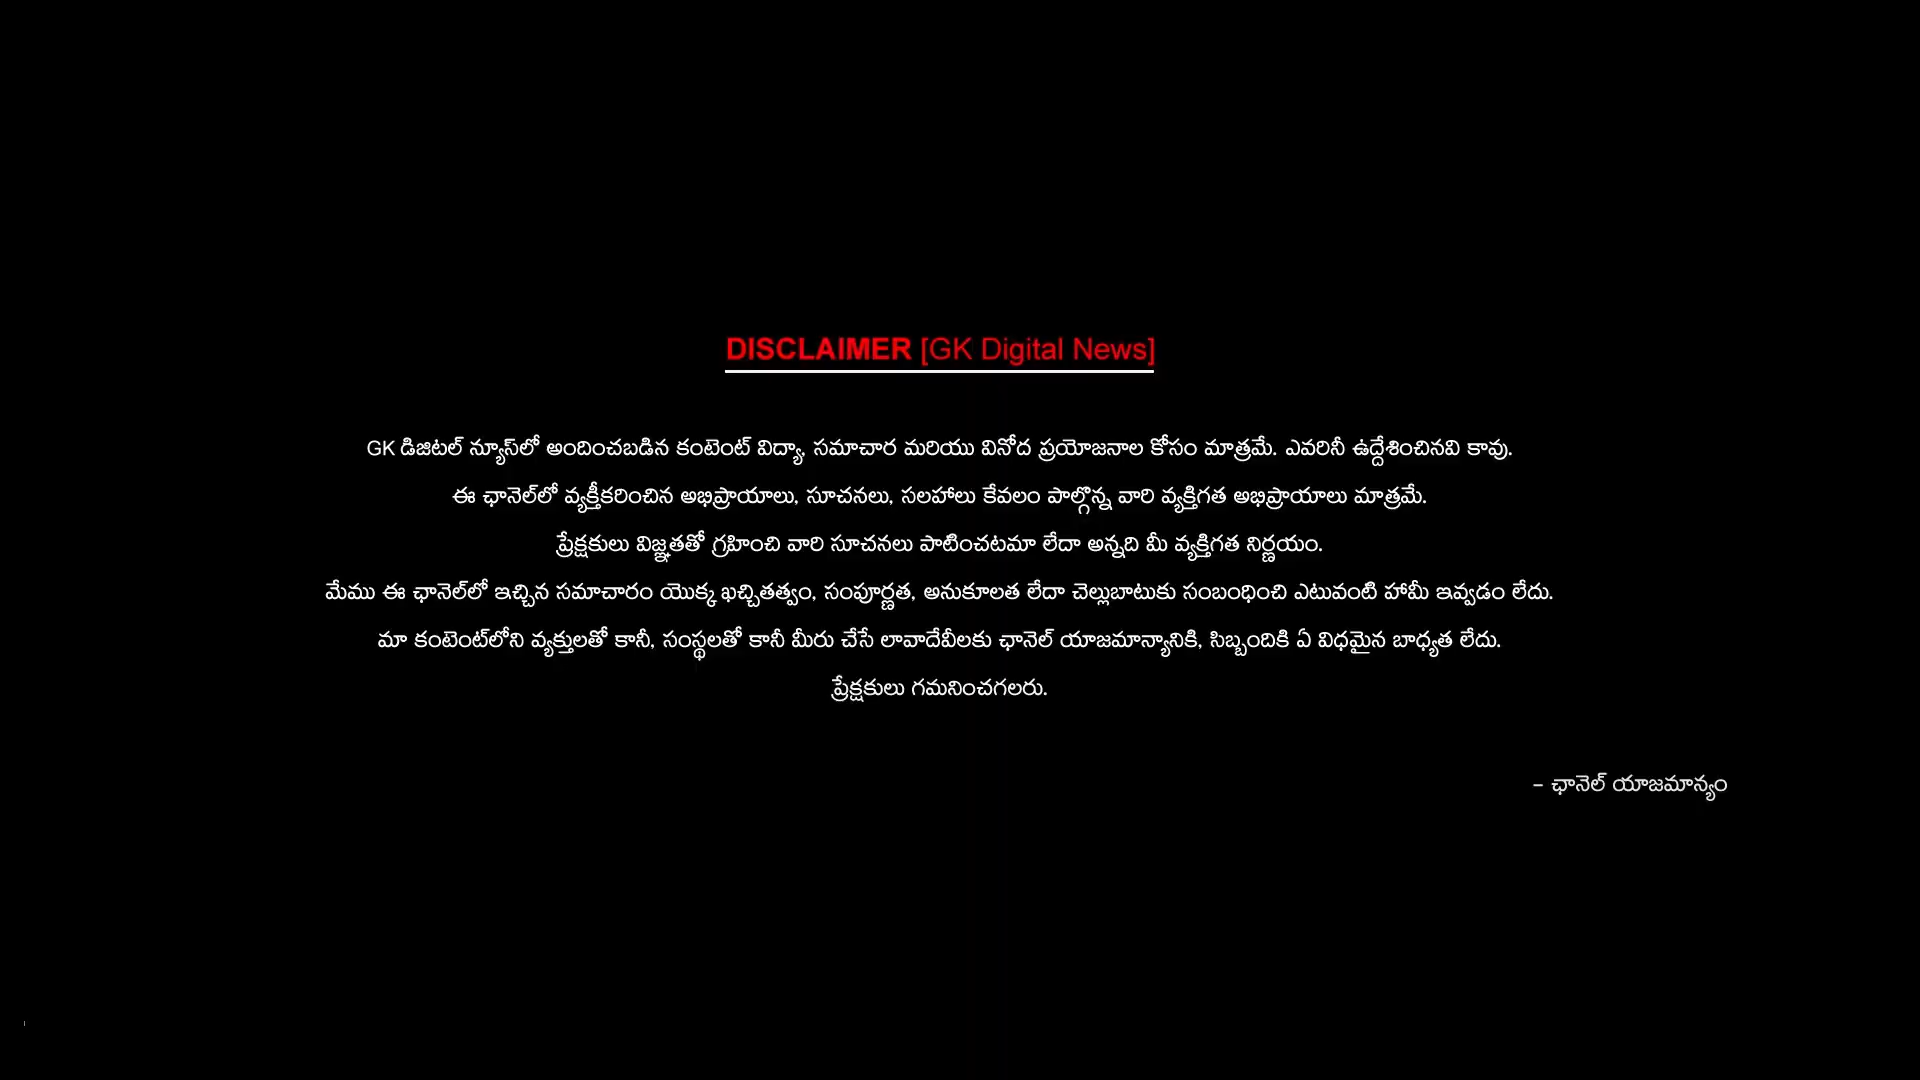 DISCLAIMER [GK Digital News]
GK డిజిటల్ న్యూస్‌లో అందించబడిన కంటెంట్ విద్యా, సమాచార మరియు వినోద ప్రయోజనాల కోసం మాత్రమే. ఎవరినీ ఉద్దేశించినవి కావు.
ఈ ఛానెల్‌లో వ్యక్తీకరించిన అభిప్రాయాలు, సూచనలు, సలహాలు కేవలం పాల్గొన్న వారి వ్యక్తిగత అభిప్రాయాలు మాత్రమే.
ప్రేక్షకులు విజ్ఞతతో గ్రహించి వారి సూచనలు పాటించటమా లేదా అన్నది మీ వ్యక్తిగత నిర్ణయం.
మేము ఈ ఛానెల్‌లో ఇచ్చిన సమాచారం యొక్క ఖచ్చితత్వం, సంపూర్ణత, అనుకూలత లేదా చెల్లుబాటుకు సంబంధించి ఎటువంటి హామీ ఇవ్వడం లేదు.
మా కంటెంట్‌లోని వ్యక్తులతో కానీ, సంస్థలతో కానీ మీరు చేసే లావాదేవీలకు ఛానెల్ యాజమాన్యానికి, సిబ్బందికి ఏ విధమైన బాధ్యత లేదు.
ప్రేక్షకులు గమనించగలరు.
– ఛానెల్ యాజమాన్యం